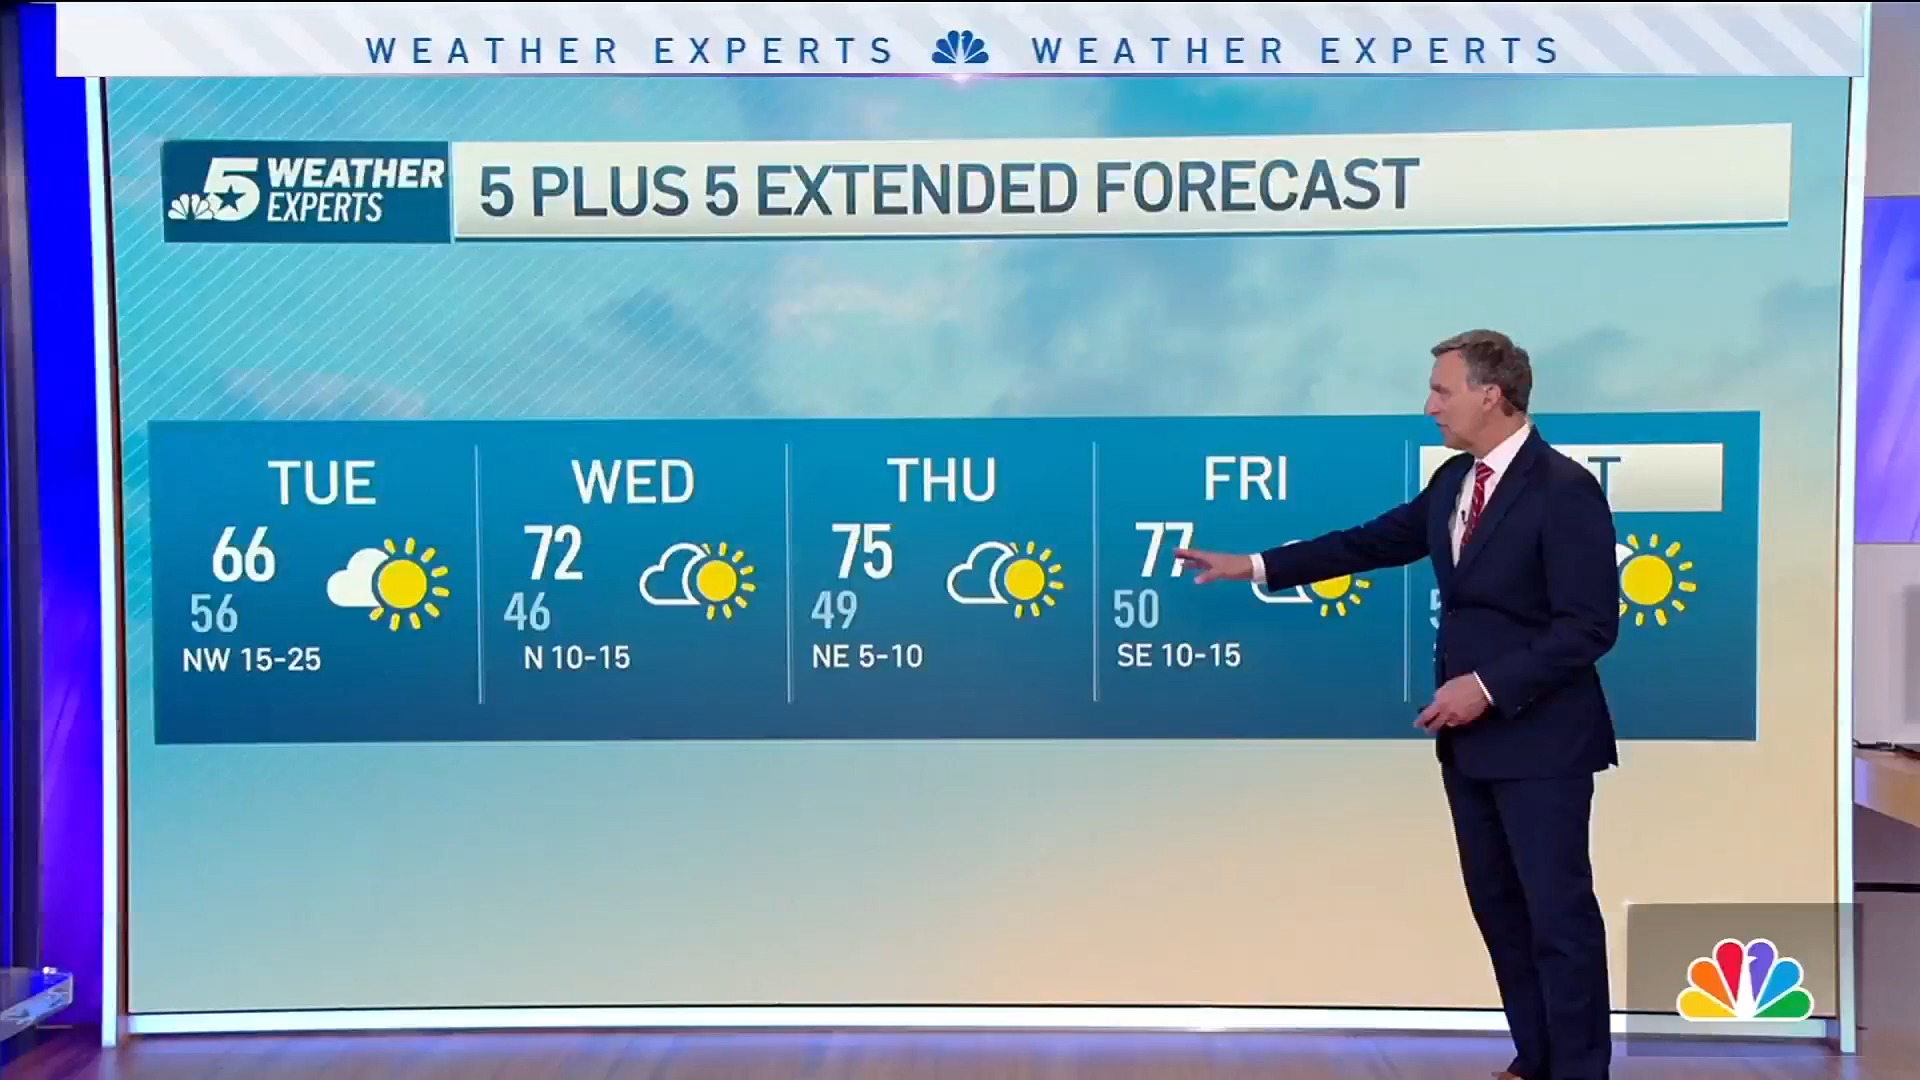 WEATHER EXPERTS WEATHER EXPERTS
5 WEATHER EXPERTS
5 PLUS 5 EXTENDED FORECAST
TUE
66
56
NW 15-25
WED
72
46
N 10-15
THU
75
49
NE 5-10
FRI
77
50
SE 10-15